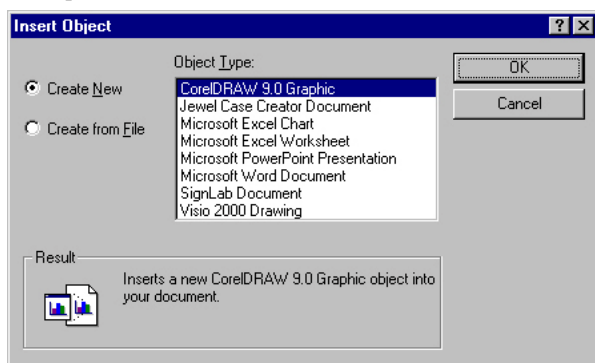 Insert Object
Object Type:
Create New
Create from File
CorelDRAW 9.0 Graphic
Jewel Case Creator Document
Microsoft Excel Chart
Microsoft Excel Worksheet
Microsoft PowerPoint Presentation
Microsoft Word Document
SignLab Document
Visio 2000 Drawing
OK
Cancel
Result
Inserts a new CorelDRAW 9.0 Graphic object into
your document.